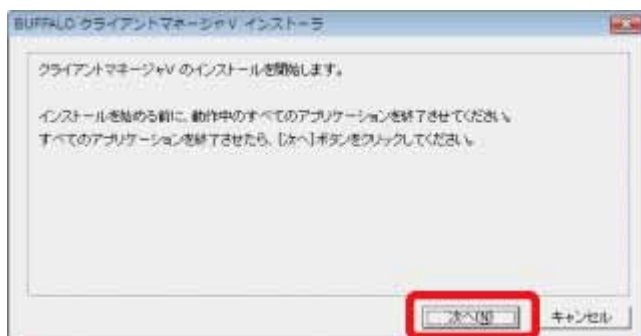 BUFFALO クライアントマネージャV インストーラ
クライアントマネージャV のインストールを開始します。
インストールを始める前に、動作中のすべてのアプリケーションを終了させてください。
すべてのアプリケーションを終了させたら、[次へ]ボタンをクリックしてください。
次へ(N)
キャンセル